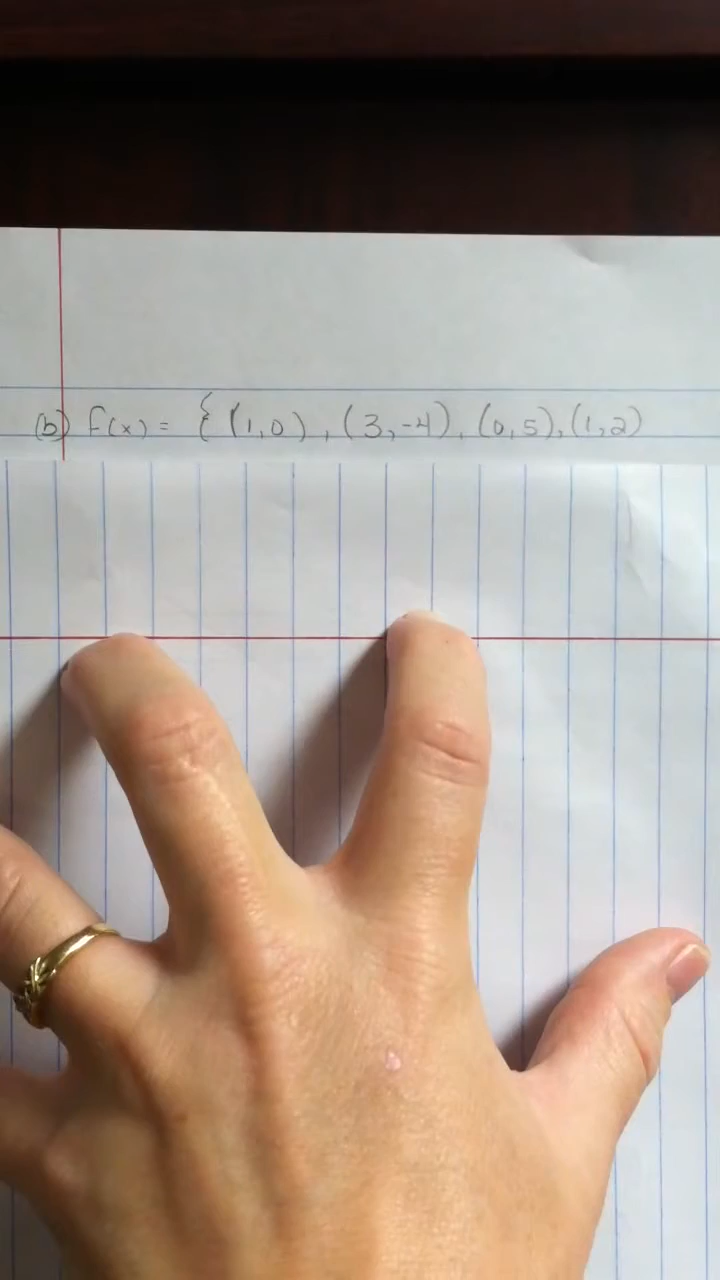 (b) f(x) = { (1,0) , (3,-4), (0,5), (1,2)